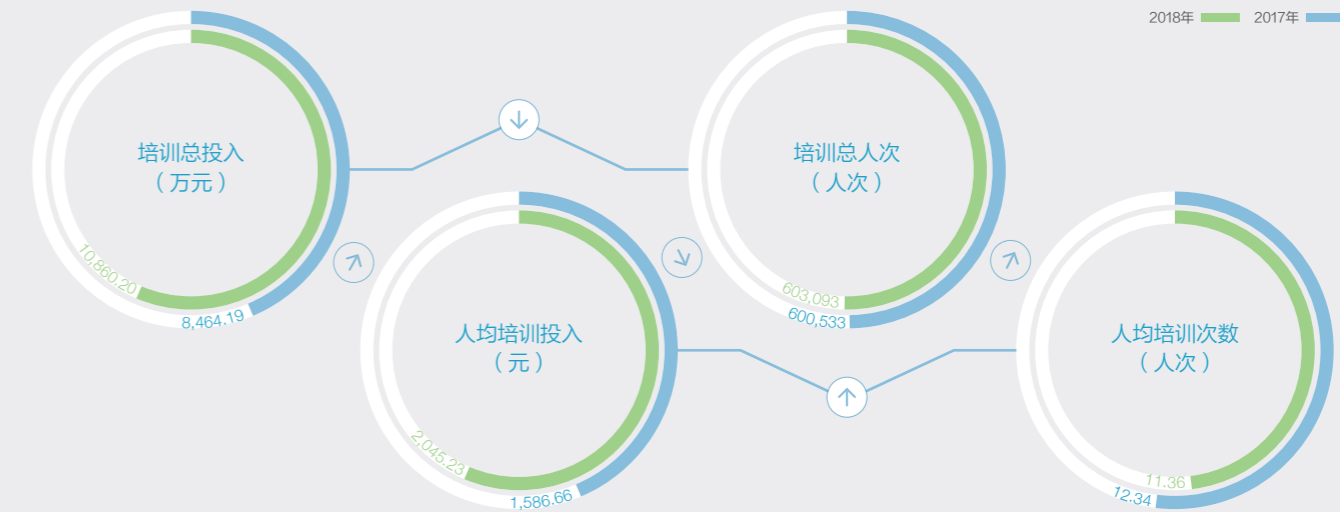 2018年 2017年
培训总投入
（万元）
10,860.20
8,464.19
培训总人次
（人次）
603,093
600,533
人均培训投入
（元）
2,045.23
1,586.66
人均培训次数
（人次）
11.36
12.34